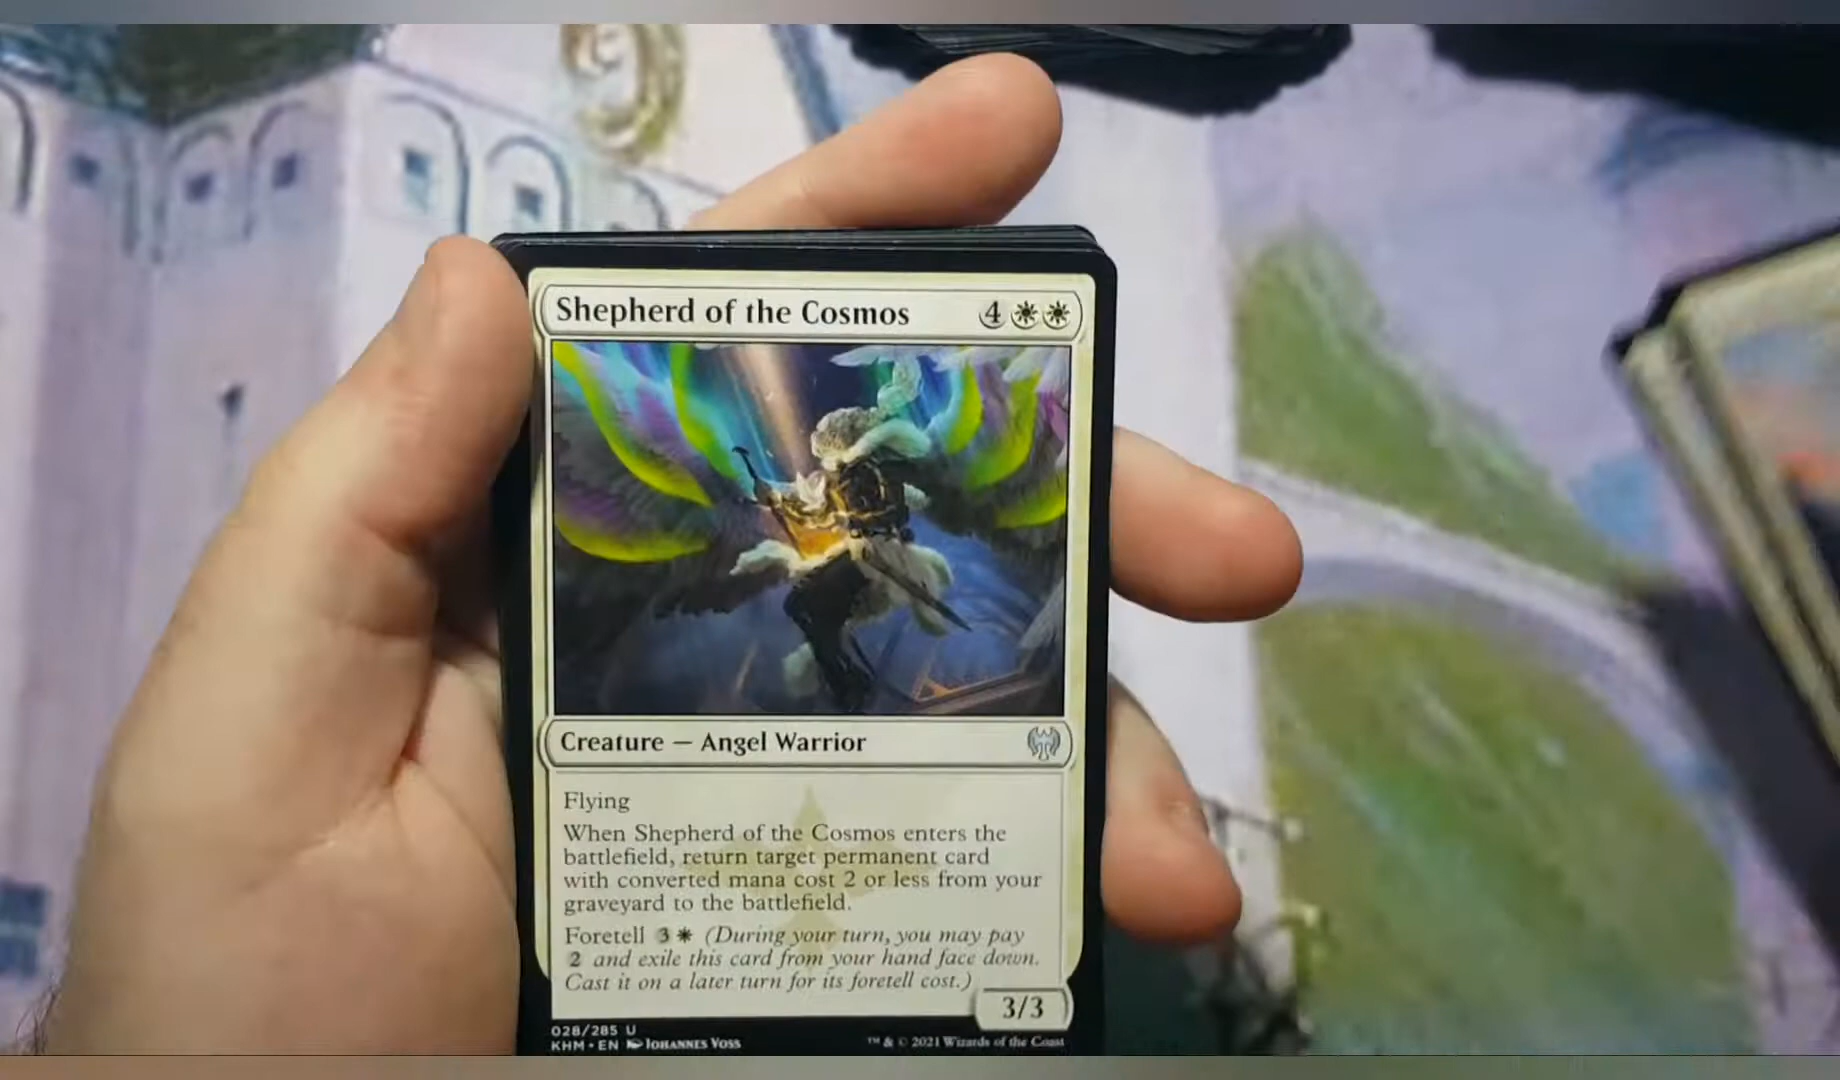 Shepherd of the Cosmos 4
Creature — Angel Warrior
Flying
When Shepherd of the Cosmos enters the
battlefield, return target permanent card
with converted mana cost 2 or less from your
graveyard to the battlefield.
Foretell 3 (During your turn, you may pay
2 and exile this card from your hand face down.
Cast it on a later turn for its foretell cost.)
3/3
028/285 U
KHM • EN Johannes Voss
™ & © 2021 Wizards of the Coast